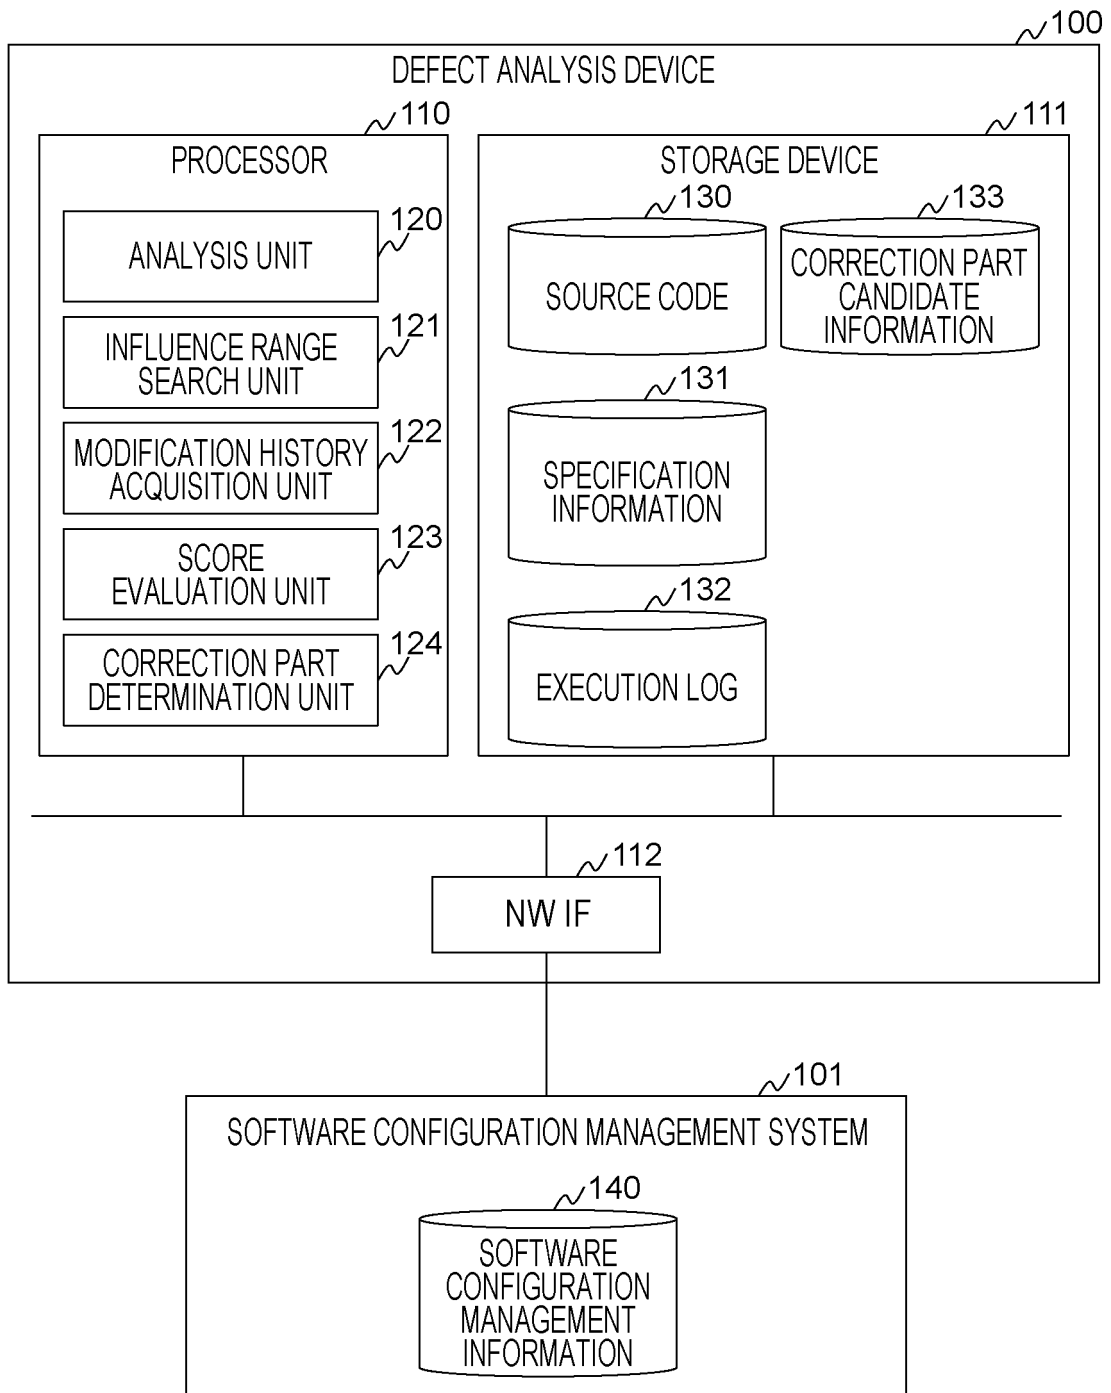 100
DEFECT ANALYSIS DEVICE
110
PROCESSOR
120
ANALYSIS UNIT
121
INFLUENCE RANGE
SEARCH UNIT
122
MODIFICATION HISTORY
ACQUISITION UNIT
123
SCORE
EVALUATION UNIT
124
CORRECTION PART
DETERMINATION UNIT
111
STORAGE DEVICE
130
SOURCE CODE
133
CORRECTION PART
CANDIDATE
INFORMATION
131
SPECIFICATION
INFORMATION
132
EXECUTION LOG
112
NW IF
101
SOFTWARE CONFIGURATION MANAGEMENT SYSTEM
140
SOFTWARE
CONFIGURATION
MANAGEMENT
INFORMATION